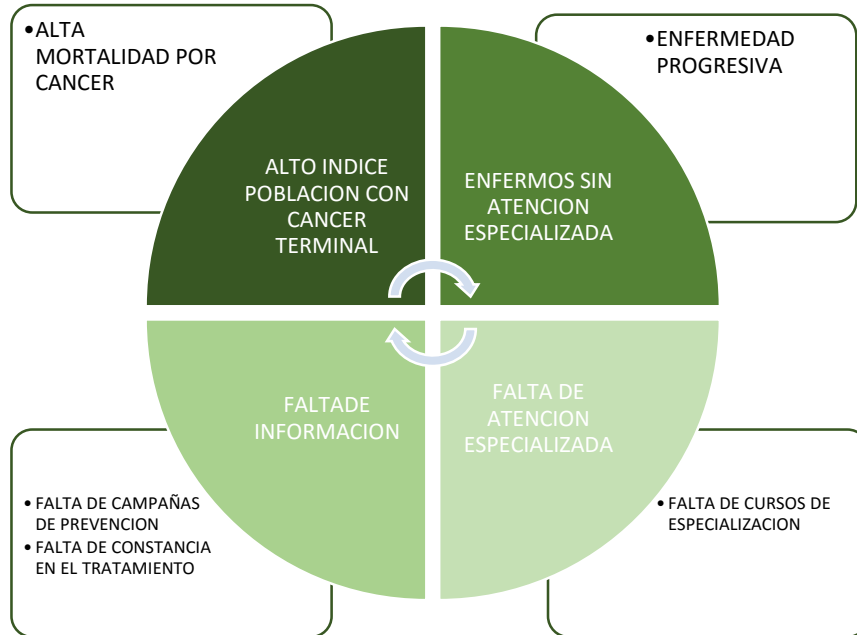 •ALTA
MORTALIDAD POR
CANCER
•ENFERMEDAD
PROGRESIVA
ALTO INDICE
POBLACION CON
CANCER
TERMINAL
ENFERMOS SIN
ATENCION
ESPECIALIZADA
FALTADE
INFORMACION
FALTA DE
ATENCION
ESPECIALIZADA
• FALTA DE CAMPAÑAS
DE PREVENCION
• FALTA DE CONSTANCIA
EN EL TRATAMIENTO
• FALTA DE CURSOS DE
ESPECIALIZACION